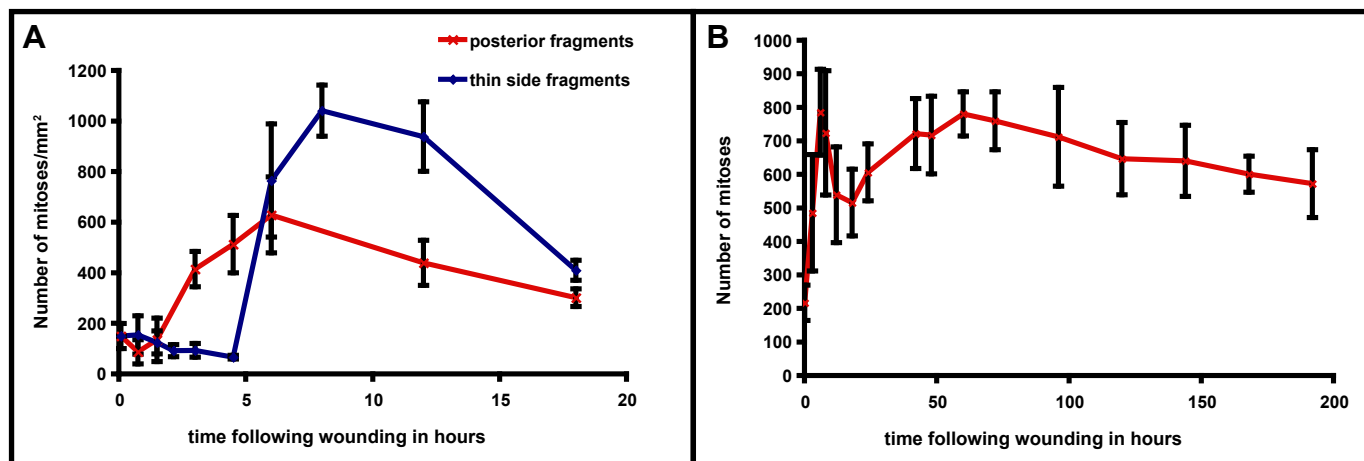 A
posterior fragments
thin side fragments
Number of mitoses/mm²
1200
1000
800
600
400
200
0
0 5 10 15 20
time following wounding in hours
B
Number of mitoses
1000
900
800
700
600
500
400
300
200
100
0
0 50 100 150 200
time following wounding in hours